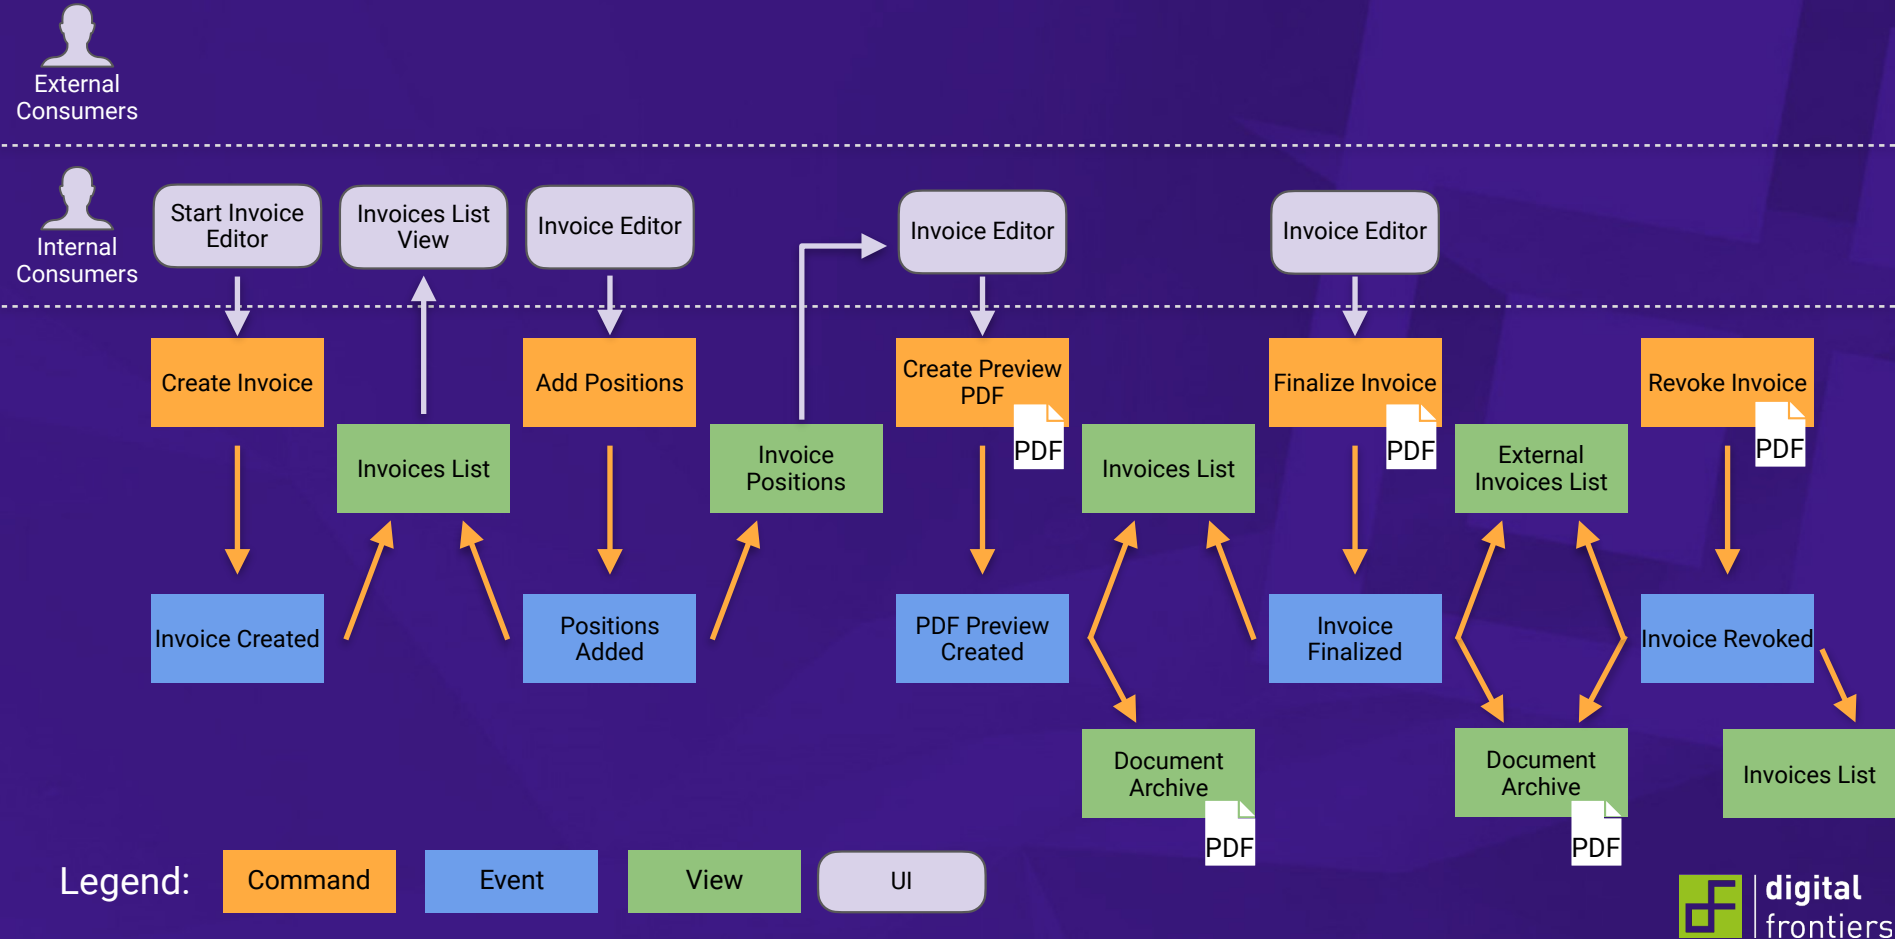 External
Consumers
Internal
Consumers
Start Invoice
Editor
Invoices List
View
Invoice Editor
Invoice Editor
Invoice Editor
Create Invoice
Add Positions
Create Preview
PDF
PDF
Finalize Invoice
PDF
Revoke Invoice
PDF
Invoices List
Invoice
Positions
Invoices List
External
Invoices List
Invoice Created
Positions
Added
PDF Preview
Created
Invoice
Finalized
Invoice Revoked
Document
Archive
PDF
Document
Archive
PDF
Invoices List
Legend:
Command
Event
View
UI
dF
digital
frontiers